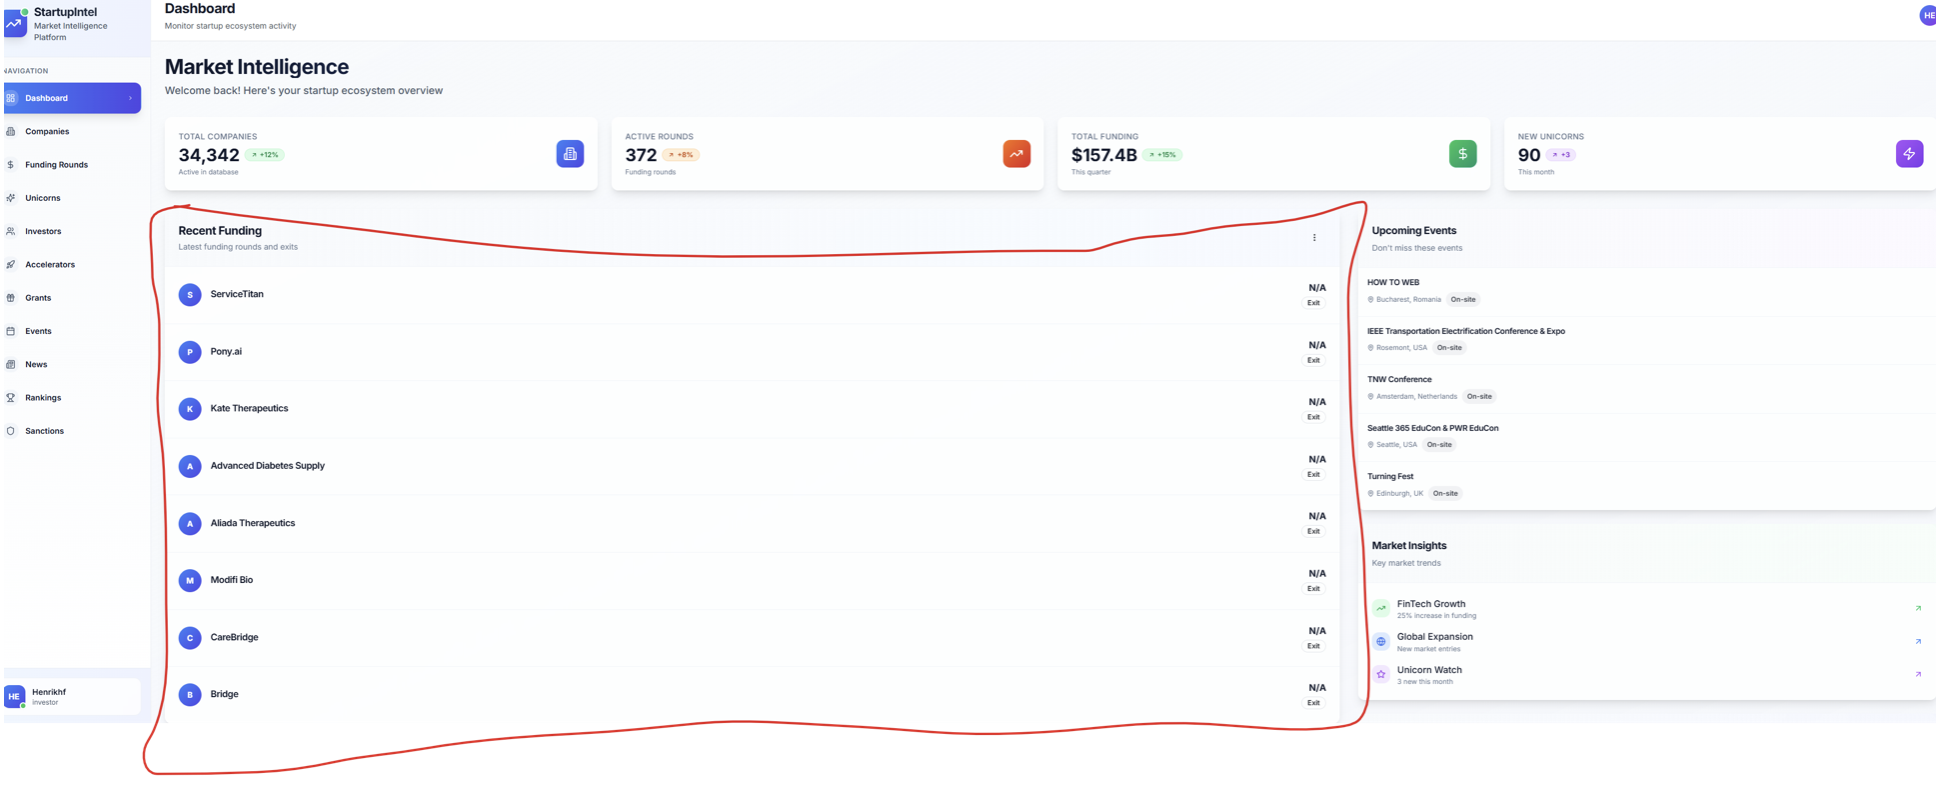 StartupIntel
Market Intelligence
Platform
NAVIGATION
Dashboard
Companies
Funding Rounds
Unicorns
Investors
Accelerators
Grants
Events
News
Rankings
Sanctions
HE
Henrikhf
investor
Dashboard
Monitor startup ecosystem activity
HE
Market Intelligence
Welcome back! Here's your startup ecosystem overview
TOTAL COMPANIES
34,342 +12%
Active in database
ACTIVE ROUNDS
372 +8%
Funding rounds
TOTAL FUNDING
$157.4B +15%
This quarter
NEW UNICORNS
90 +3
This month
Recent Funding
Latest funding rounds and exits
S ServiceTitan N/A
Exit
P Pony.ai N/A
Exit
K Kate Therapeutics N/A
Exit
A Advanced Diabetes Supply N/A
Exit
A Aliada Therapeutics N/A
Exit
M Modifi Bio N/A
Exit
C CareBridge N/A
Exit
B Bridge N/A
Exit
Upcoming Events
Don't miss these events
HOW TO WEB
Bucharest, Romania On-site
IEEE Transportation Electrification Conference & Expo
Rosemont, USA On-site
TNW Conference
Amsterdam, Netherlands On-site
Seattle 365 EduCon & PWR EduCon
Seattle, USA On-site
Turning Fest
Edinburgh, UK On-site
Market Insights
Key market trends
FinTech Growth
25% increase in funding
Global Expansion
New market entries
Unicorn Watch
3 new this month